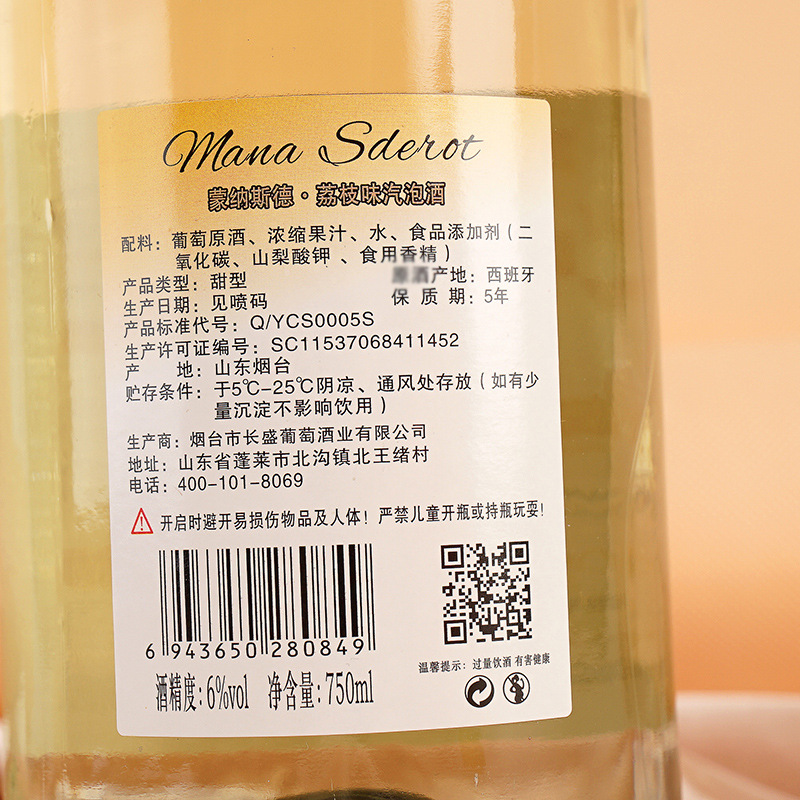 Mana Sderot
蒙纳斯德·荔枝味汽泡酒
配料：葡萄原酒、浓缩果汁、水、食品添加剂（二
氧化碳、山梨酸钾、食用香精）
产品类型：甜型 原酒产地：西班牙
生产日期：见喷码 保质期：5年
产品标准代号：Q/YCS0005S
生产许可证编号：SC11537068411452
产地：山东烟台
贮存条件：于5℃-25℃阴凉、通风处存放（如有少
量沉淀不影响饮用）
生产商：烟台市长盛葡萄酒业有限公司
地址：山东省蓬莱市北沟镇北王绪村
电话：400-101-8069
开启时避开易损伤物品及人体！严禁儿童开瓶或持瓶玩耍！
6 943650 280849
温馨提示：过量饮酒 有害健康
酒精度：6%vol 净含量：750ml